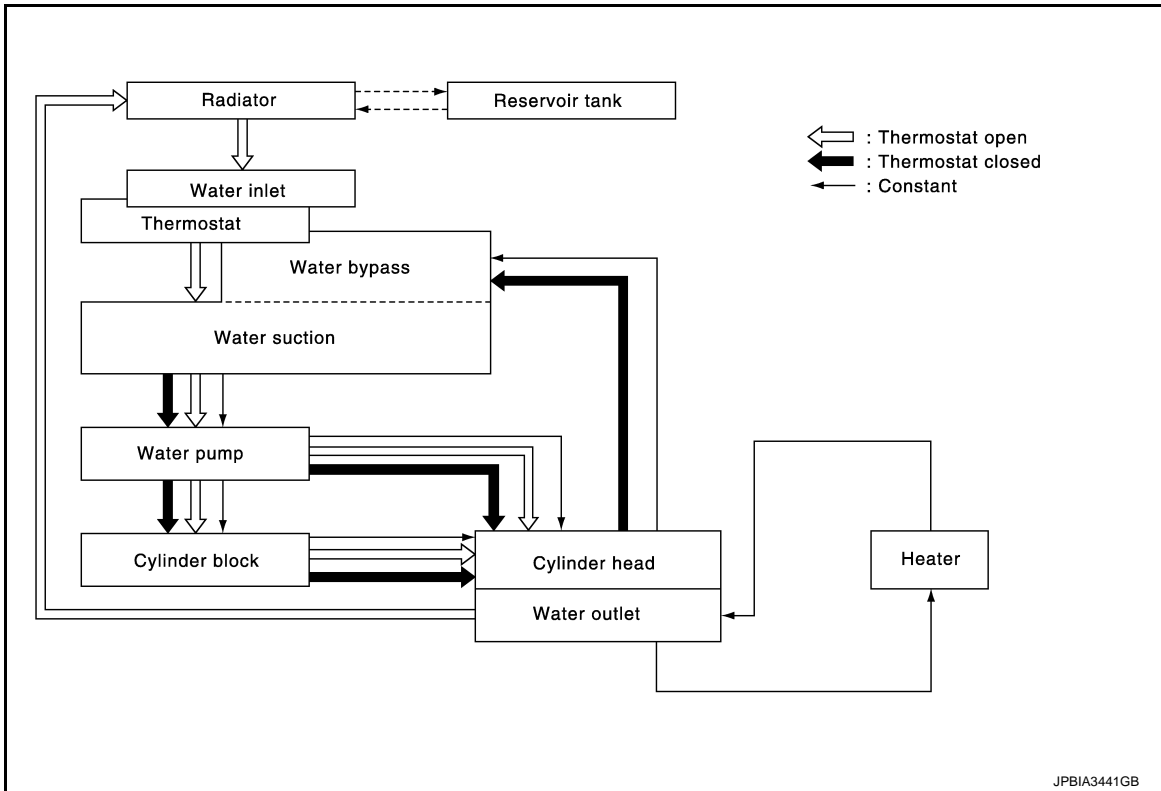 Radiator
Reservoir tank
: Thermostat open
: Thermostat closed
: Constant
Water inlet
Thermostat
Water bypass
Water suction
Water pump
Cylinder block
Cylinder head
Heater
Water outlet
JPBIA3441GB